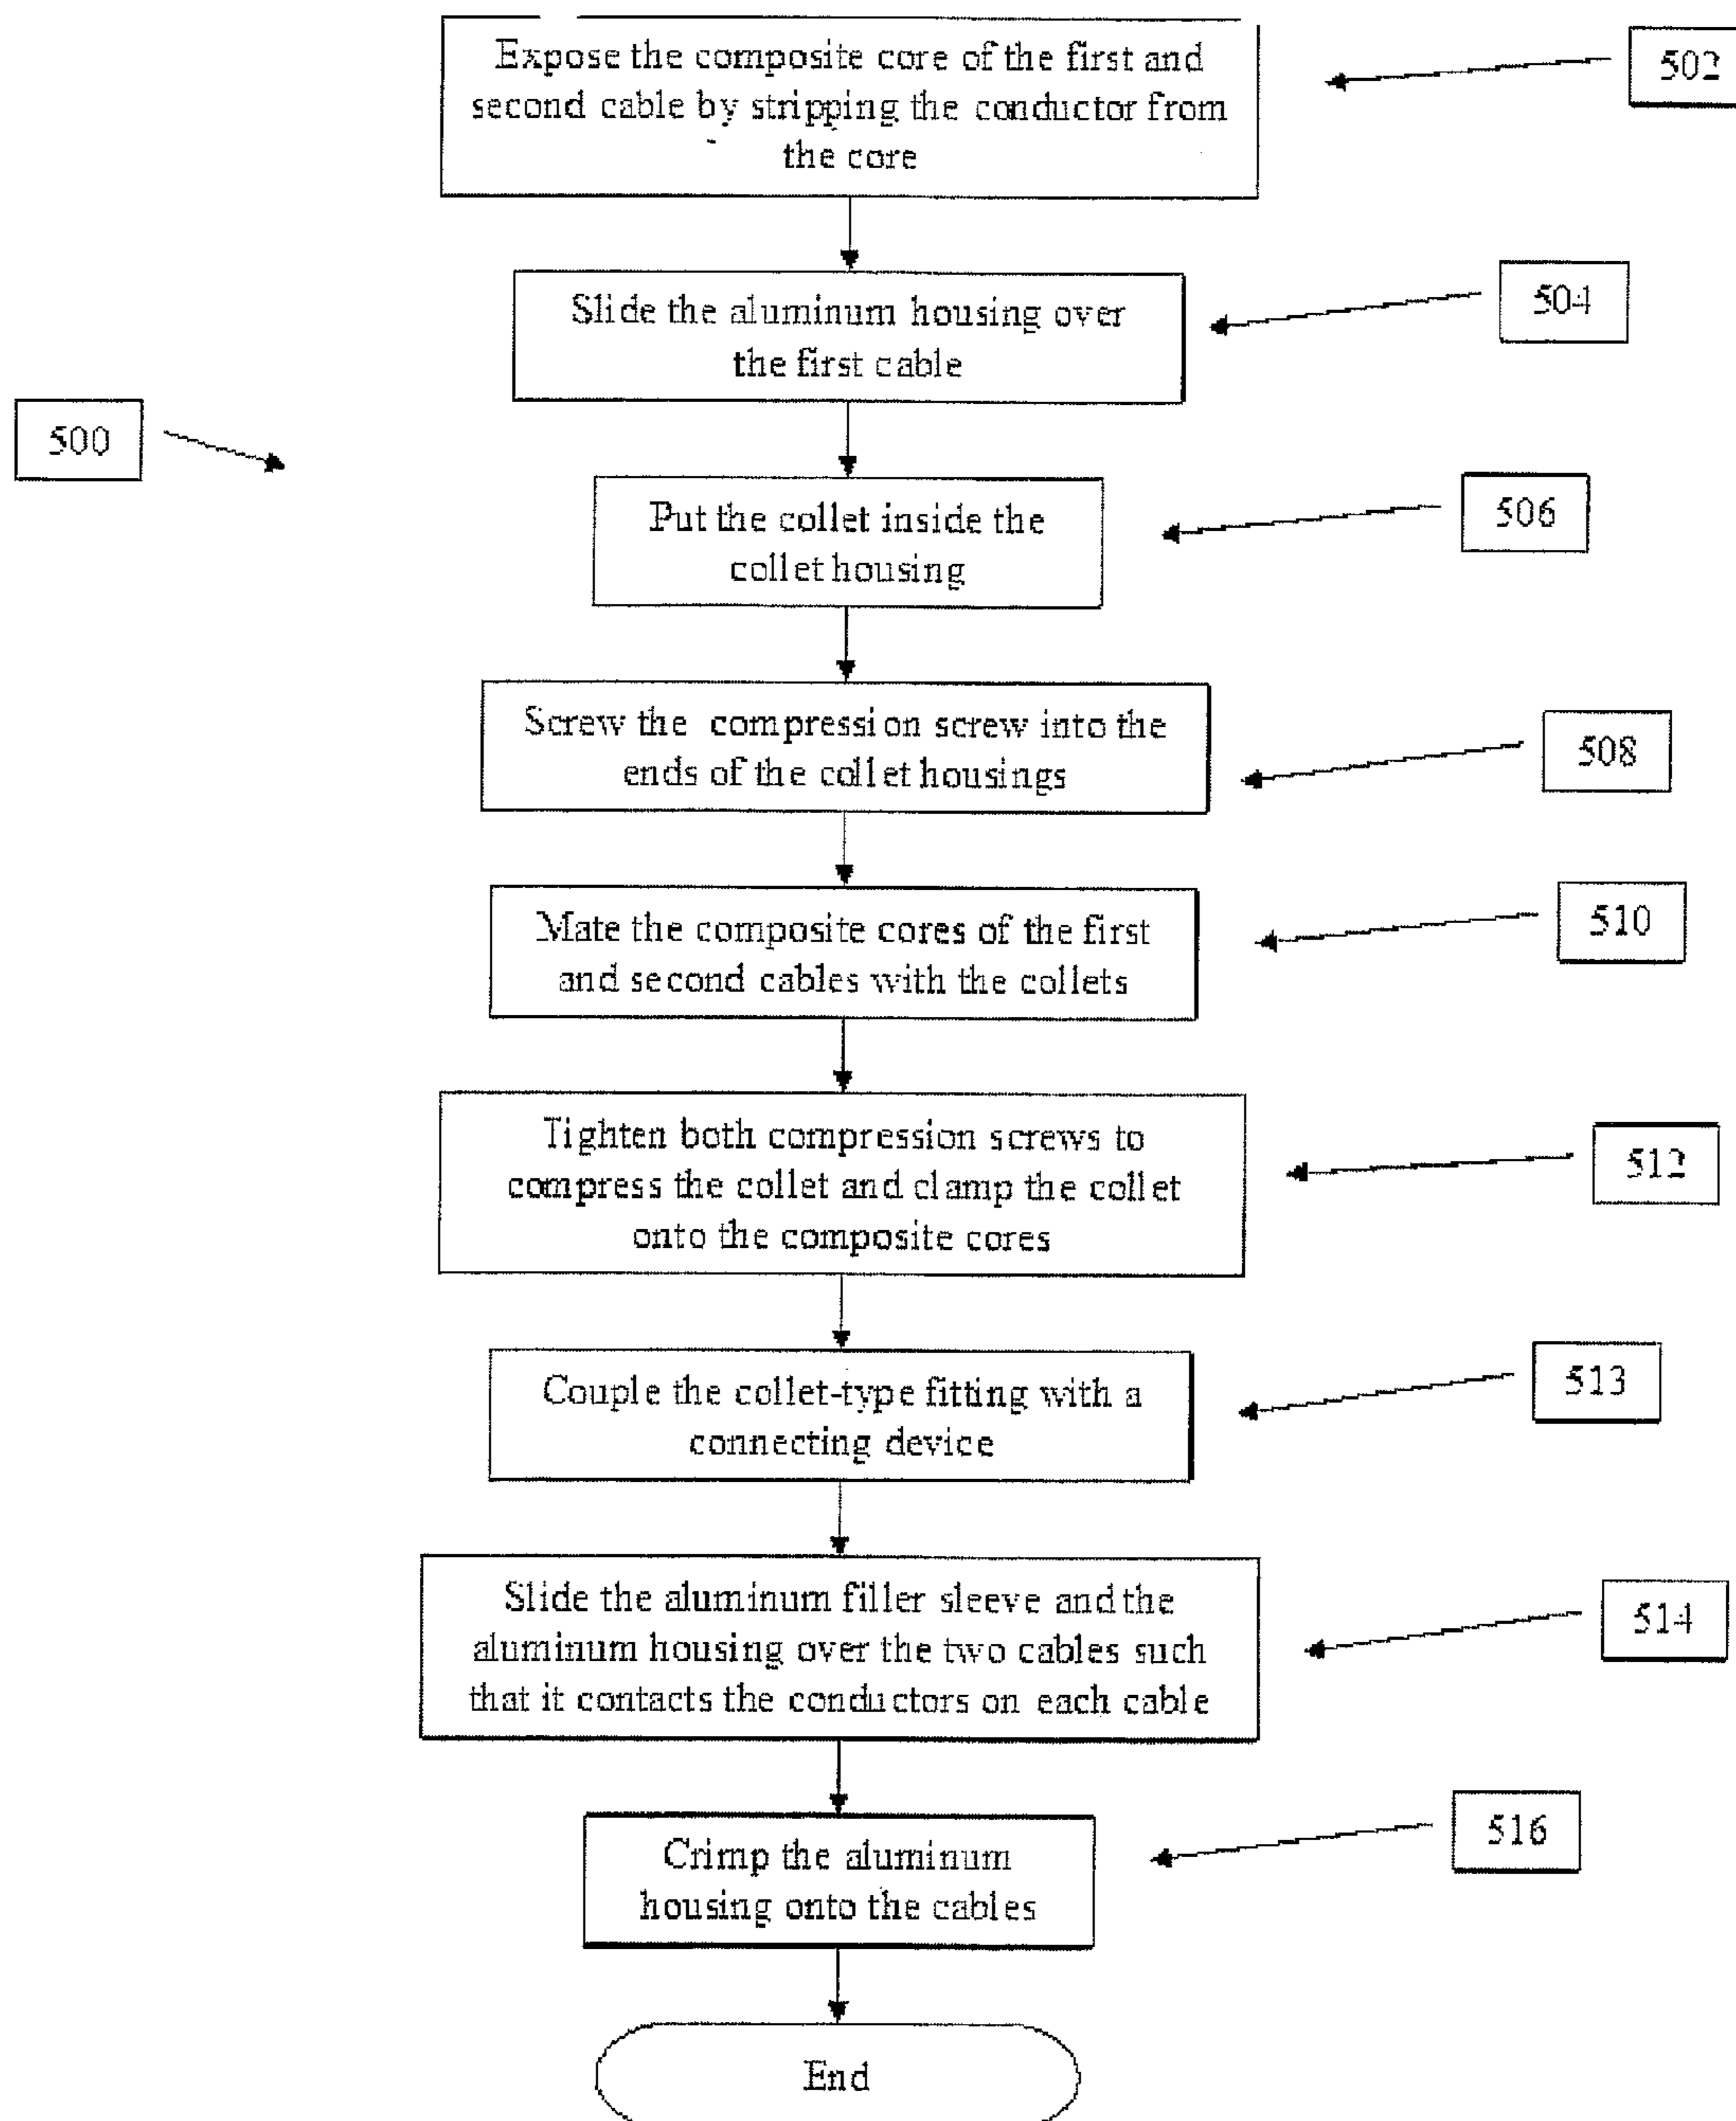 Expose the composite core of the first and
second cable by stripping the conductor from
the core
502
Slide the aluminum housing over
the first cable
504
500
Put the collet inside the
collet housing
506
Screw the compression screw into the
ends of the collet housings
508
Mate the composite cores of the first
and second cables with the collets
510
Tighten both compression screws to
compress the collet and clamp the collet
onto the composite cores
512
Couple the collet-type fitting with a
connecting device
513
Slide the aluminum filler sleeve and the
aluminum housing over the two cables such
that it contacts the conductors on each cable
514
Crimp the aluminum
housing onto the cables
516
End